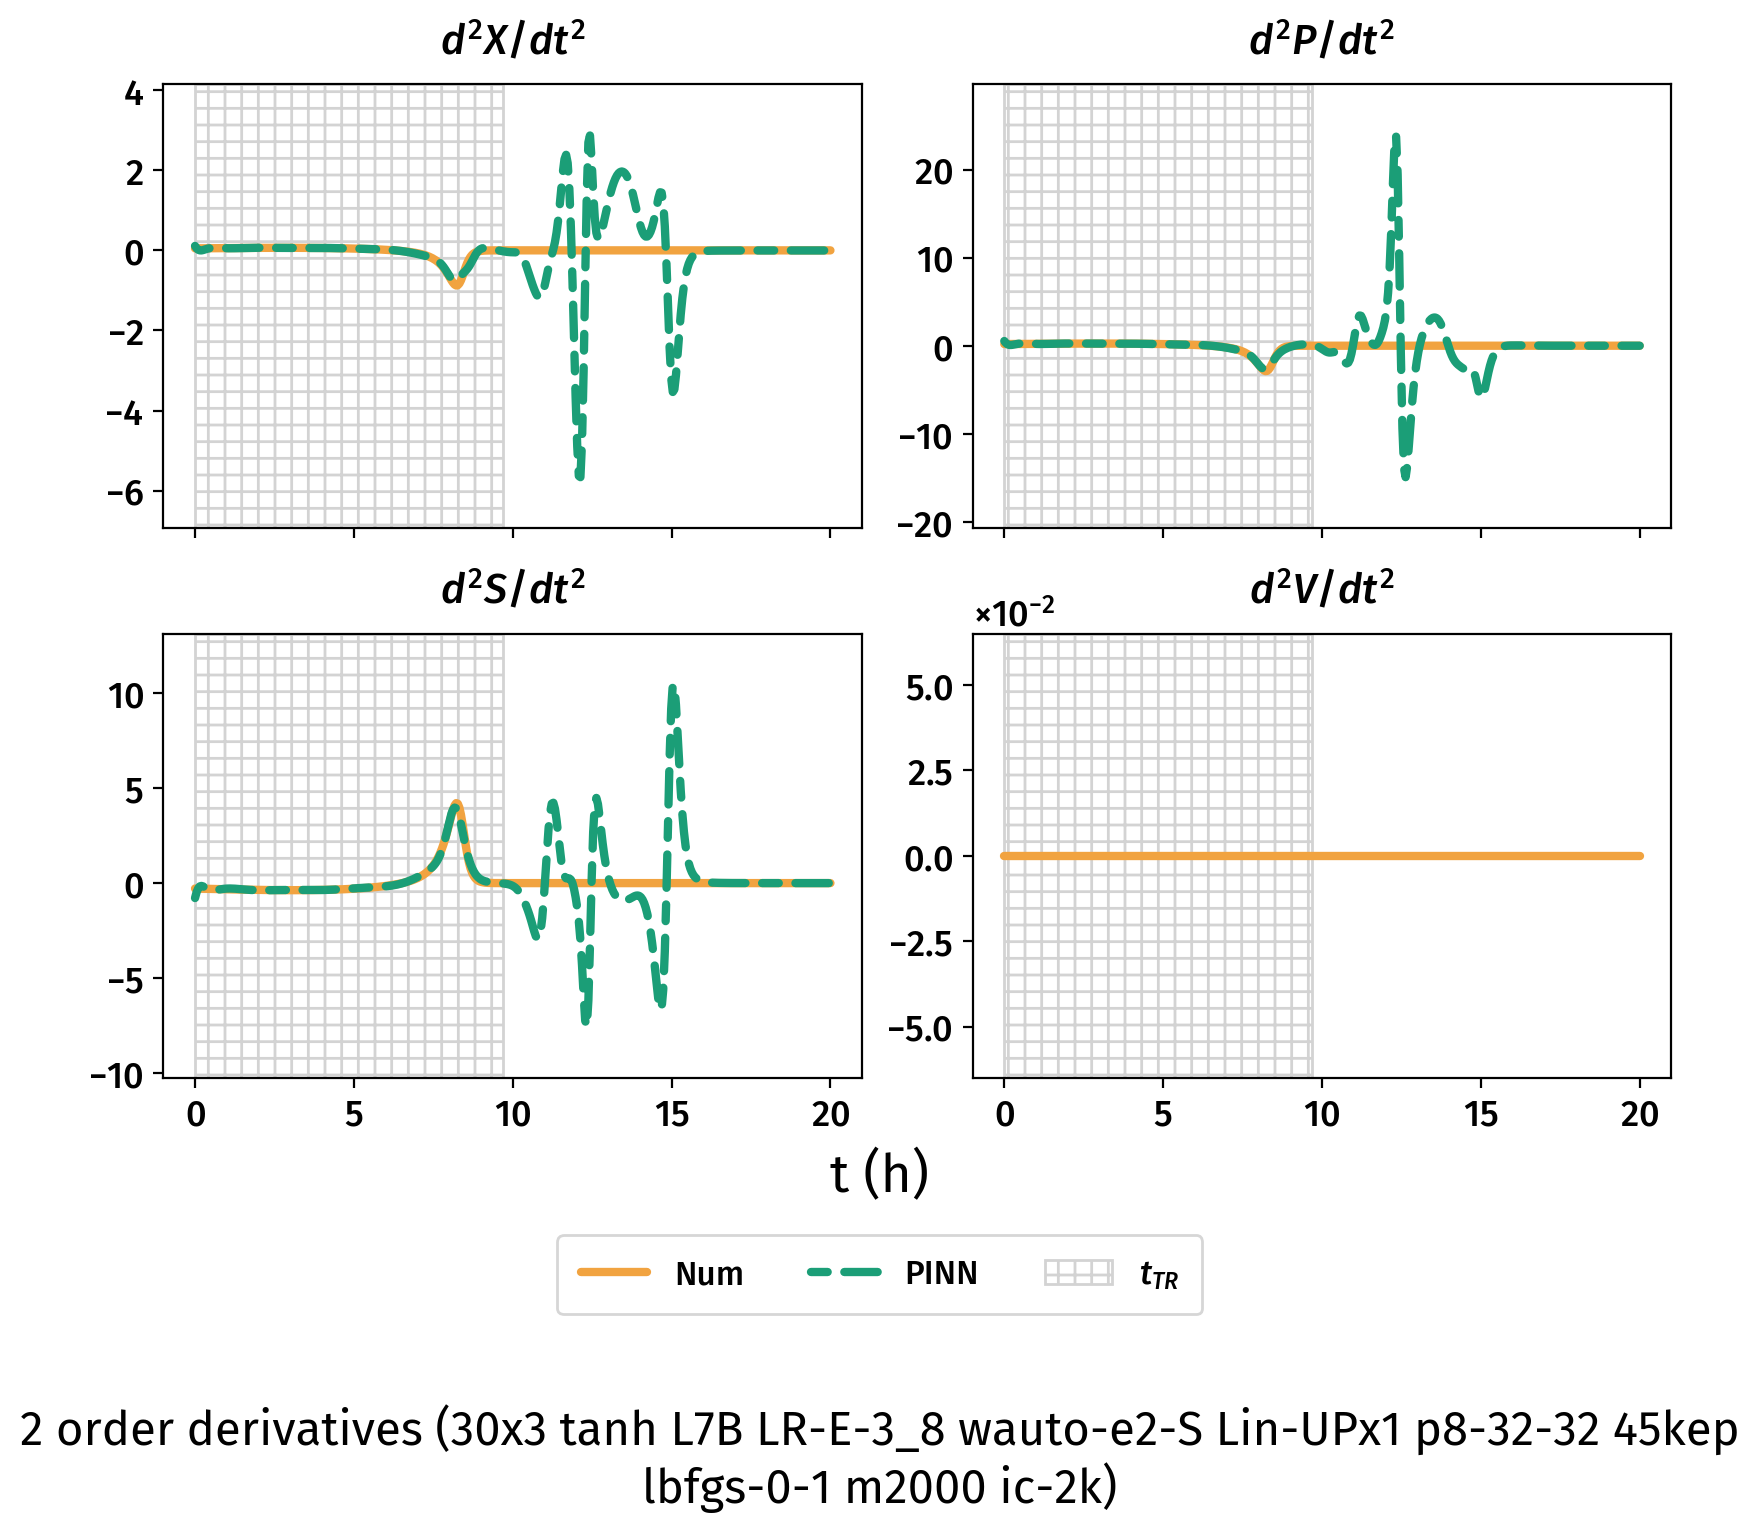 d²X/dt²
4
2
0
−2
−4
−6
d²P/dt²
20
10
0
−10
−20
d²S/dt²
10
5
0
−5
−10
0 5 10 15 20
d²V/dt²
×10⁻²
5.0
2.5
0.0
−2.5
−5.0
0 5 10 15 20
t (h)
Num PINN t_TR
2 order derivatives (30x3 tanh L7B LR-E-3_8 wauto-e2-S Lin-UPx1 p8-32-32 45kep
lbfgs-0-1 m2000 ic-2k)